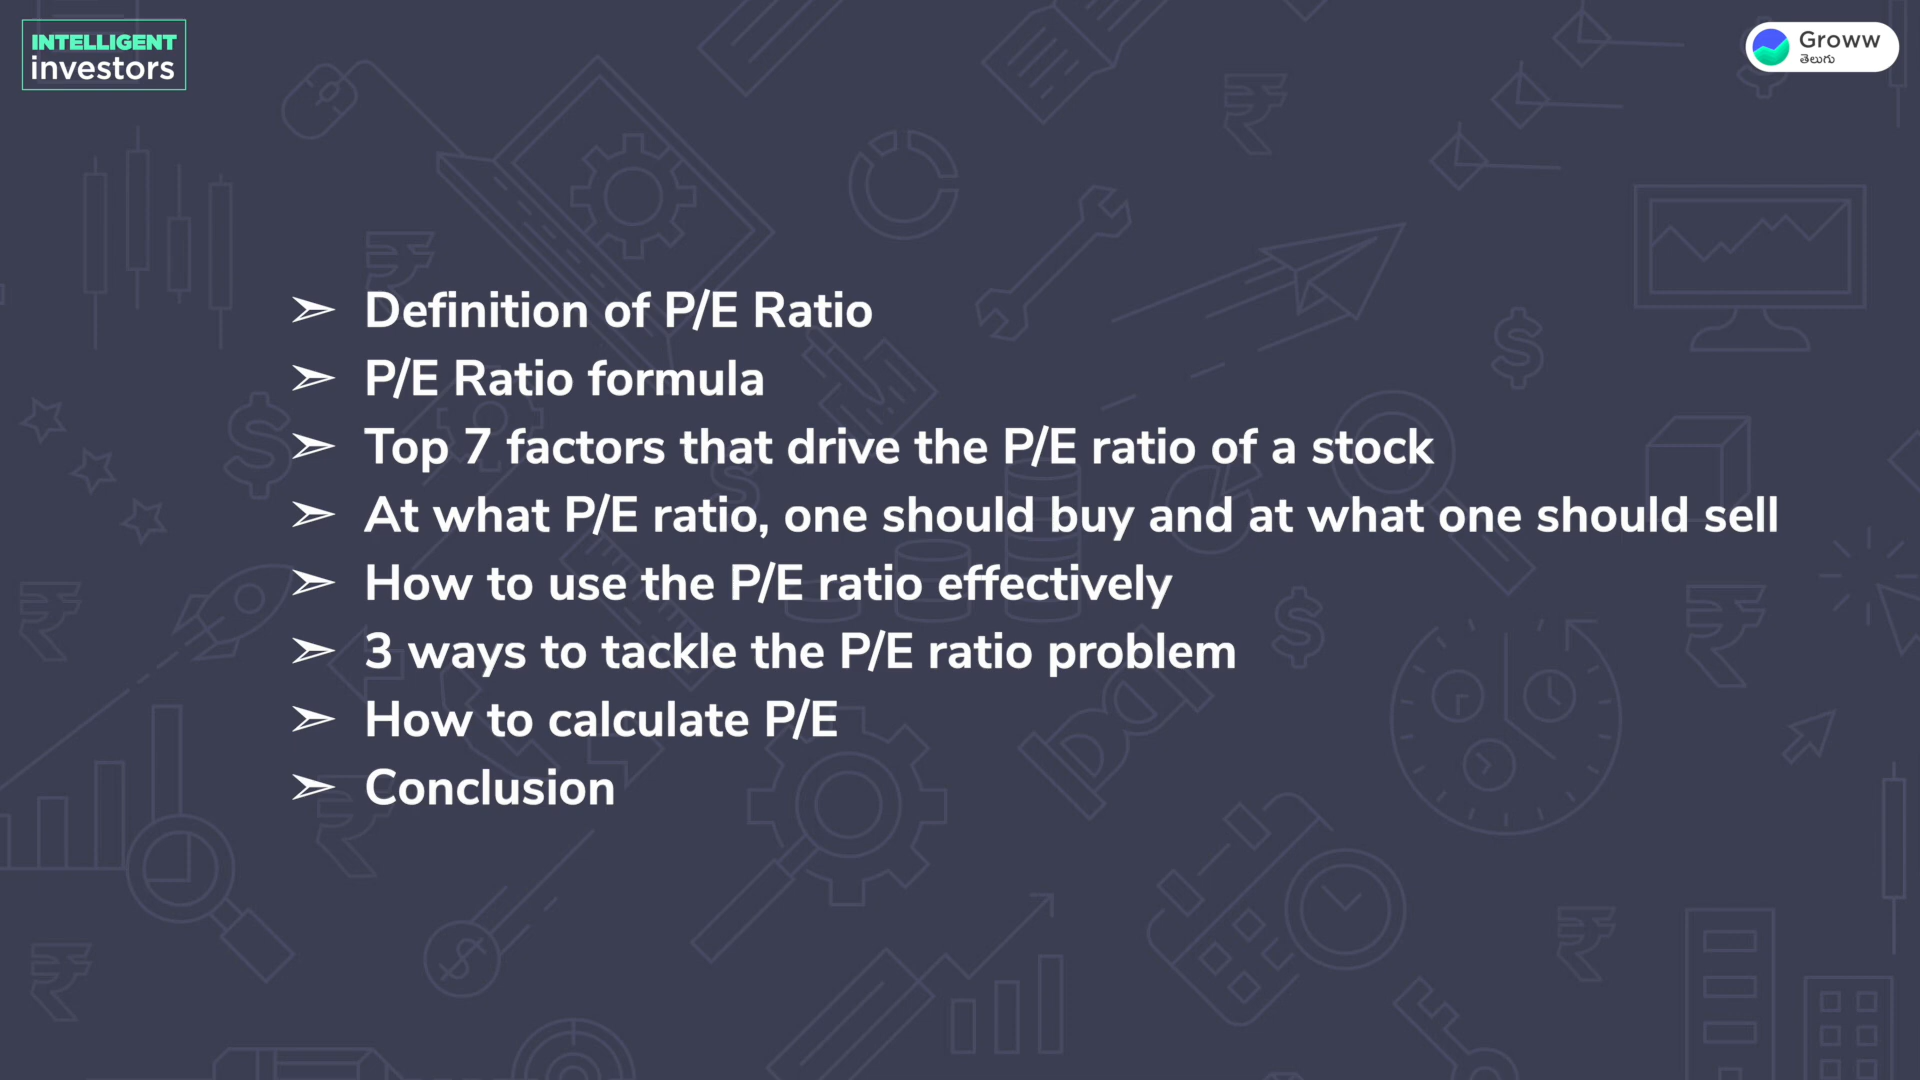 INTELLIGENT
investors
Groww
తెలుగు
➢ Definition of P/E Ratio
➢ P/E Ratio formula
➢ Top 7 factors that drive the P/E ratio of a stock
➢ At what P/E ratio, one should buy and at what one should sell
➢ How to use the P/E ratio effectively
➢ 3 ways to tackle the P/E ratio problem
➢ How to calculate P/E
➢ Conclusion